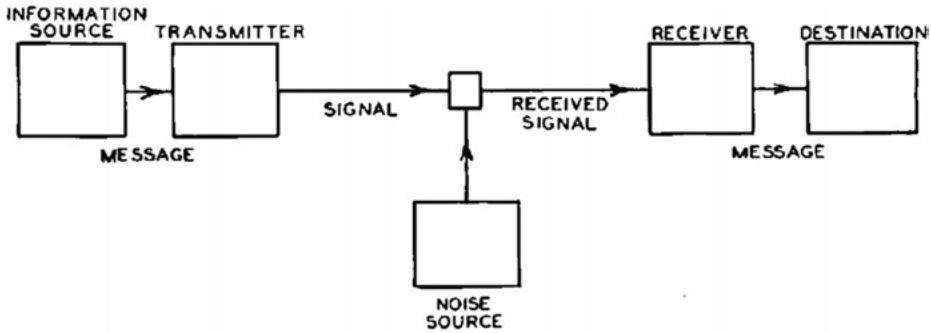 INFORMATION
SOURCE
TRANSMITTER
RECEIVER
DESTINATION
SIGNAL
RECEIVED
SIGNAL
MESSAGE
MESSAGE
NOISE
SOURCE